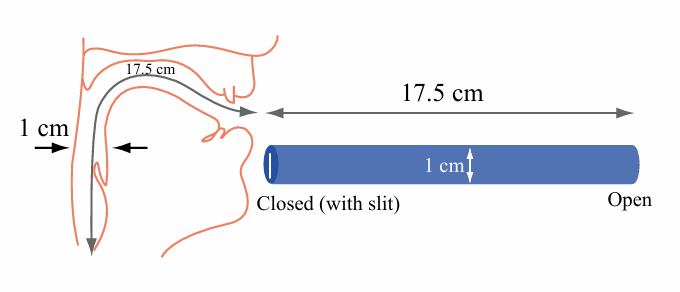 17.5 cm
17.5 cm
1 cm
1 cm
Closed (with slit)
Open